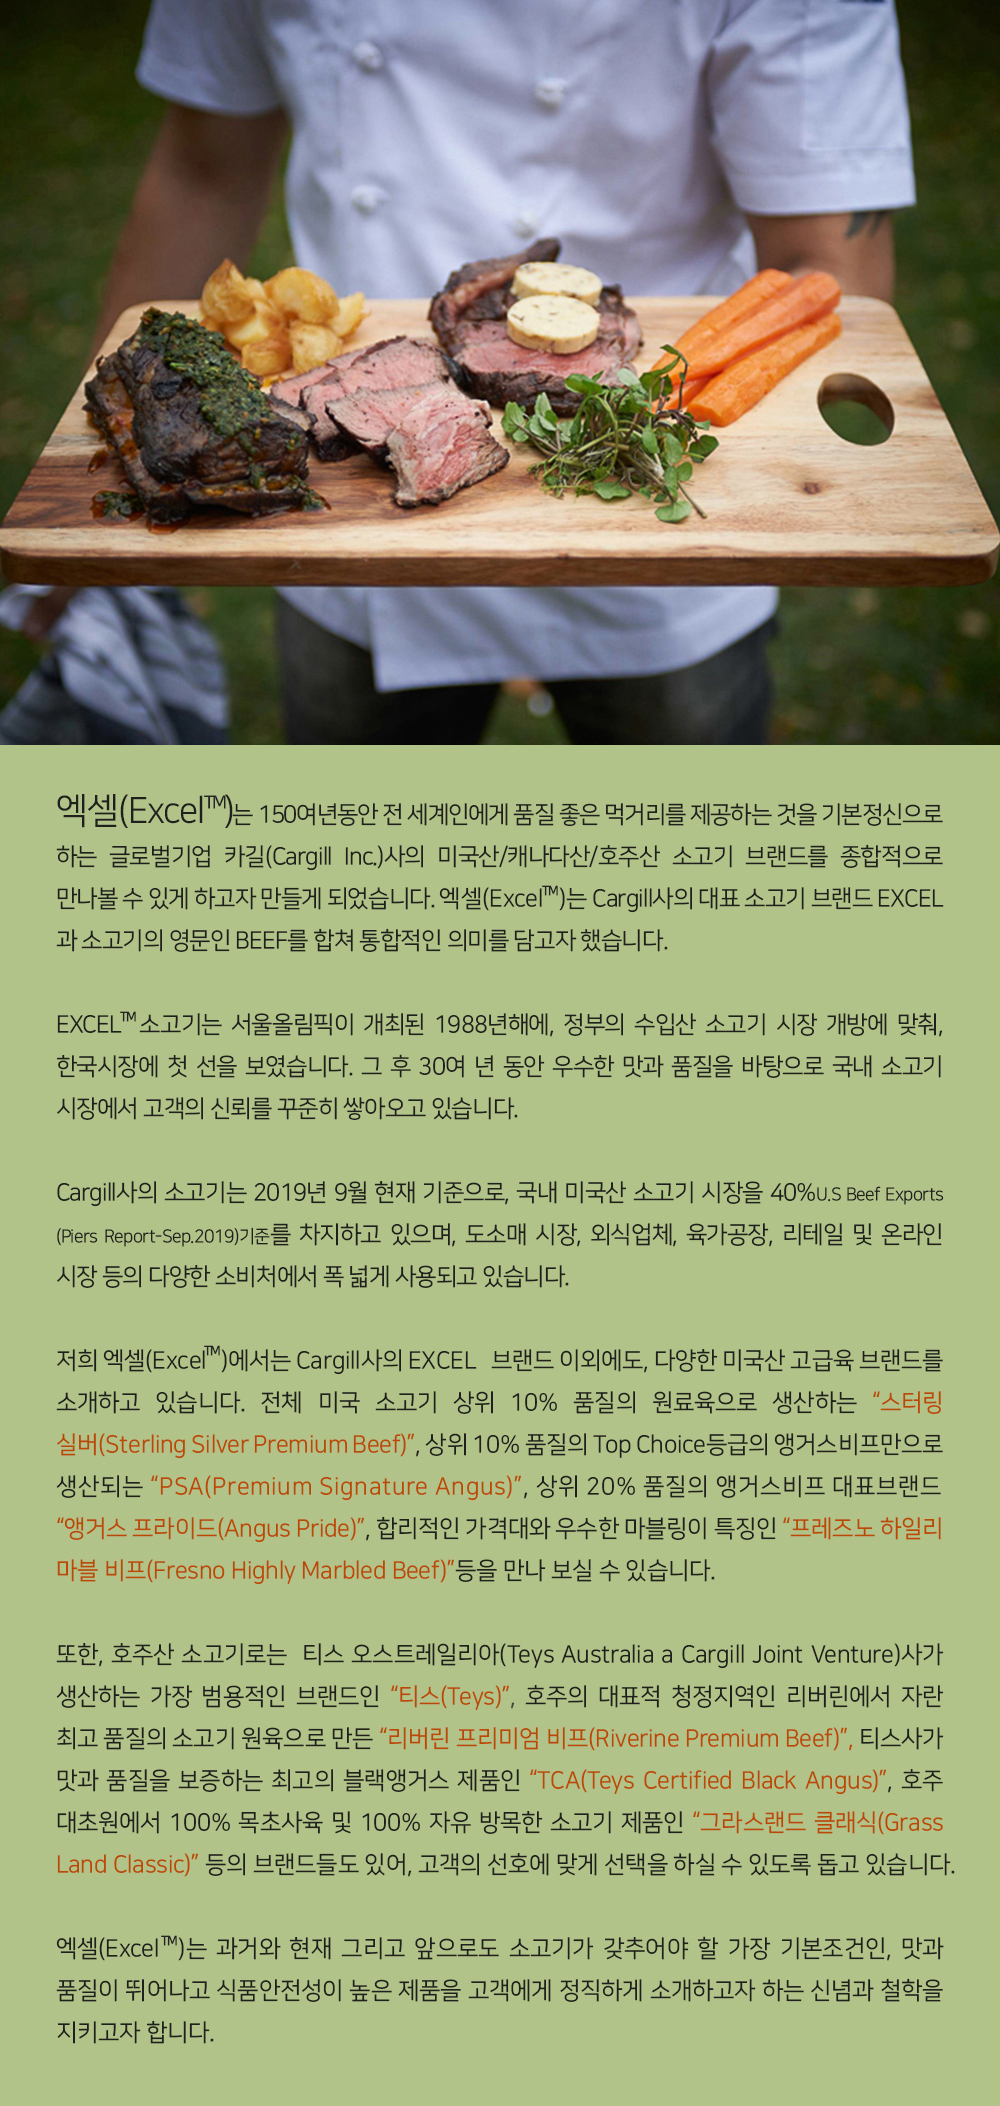 엑셀(Excel™)는 150여년동안 전 세계인에게 품질 좋은 먹거리를 제공하는 것을 기본정신으로
하는 글로벌기업 카길(Cargill Inc.)사의 미국산/캐나다산/호주산 소고기 브랜드를 종합적으로
만나볼 수 있게 하고자 만들게 되었습니다. 엑셀(Excel™)는 Cargill사의 대표 소고기 브랜드 EXCEL
과 소고기의 영문인 BEEF를 합쳐 통합적인 의미를 담고자 했습니다.
EXCEL™ 소고기는 서울올림픽이 개최된 1988년해에, 정부의 수입산 소고기 시장 개방에 맞춰,
한국시장에 첫 선을 보였습니다. 그 후 30여 년 동안 우수한 맛과 품질을 바탕으로 국내 소고기
시장에서 고객의 신뢰를 꾸준히 쌓아오고 있습니다.
Cargill사의 소고기는 2019년 9월 현재 기준으로, 국내 미국산 소고기 시장을 40%U.S Beef Exports
(Piers Report-Sep.2019)기준를 차지하고 있으며, 도소매 시장, 외식업체, 육가공장, 리테일 및 온라인
시장 등의 다양한 소비처에서 폭 넓게 사용되고 있습니다.
저희 엑셀(Excel™)에서는 Cargill사의 EXCEL 브랜드 이외에도, 다양한 미국산 고급육 브랜드를
소개하고 있습니다. 전체 미국 소고기 상위 10% 품질의 원료육으로 생산하는 “스터링
실버(Sterling Silver Premium Beef)”, 상위 10% 품질의 Top Choice등급의 앵거스비프만으로
생산되는 “PSA(Premium Signature Angus)”, 상위 20% 품질의 앵거스비프 대표브랜드
“앵거스 프라이드(Angus Pride)”, 합리적인 가격대와 우수한 마블링이 특징인 “프레즈노 하일리
마블 비프(Fresno Highly Marbled Beef)”등을 만나 보실 수 있습니다.
또한, 호주산 소고기로는 티스 오스트레일리아(Teys Australia a Cargill Joint Venture)사가
생산하는 가장 범용적인 브랜드인 “티스(Teys)”, 호주의 대표적 청정지역인 리버린에서 자란
최고 품질의 소고기 원육으로 만든 “리버린 프리미엄 비프(Riverine Premium Beef)”, 티스사가
맛과 품질을 보증하는 최고의 블랙앵거스 제품인 “TCA(Teys Certified Black Angus)”, 호주
대초원에서 100% 목초사육 및 100% 자유 방목한 소고기 제품인 “그라스랜드 클래식(Grass
Land Classic)” 등의 브랜드들도 있어, 고객의 선호에 맞게 선택을 하실 수 있도록 돕고 있습니다.
엑셀(Excel™)는 과거와 현재 그리고 앞으로도 소고기가 갖추어야 할 가장 기본조건인, 맛과
품질이 뛰어나고 식품안전성이 높은 제품을 고객에게 정직하게 소개하고자 하는 신념과 철학을
지키고자 합니다.